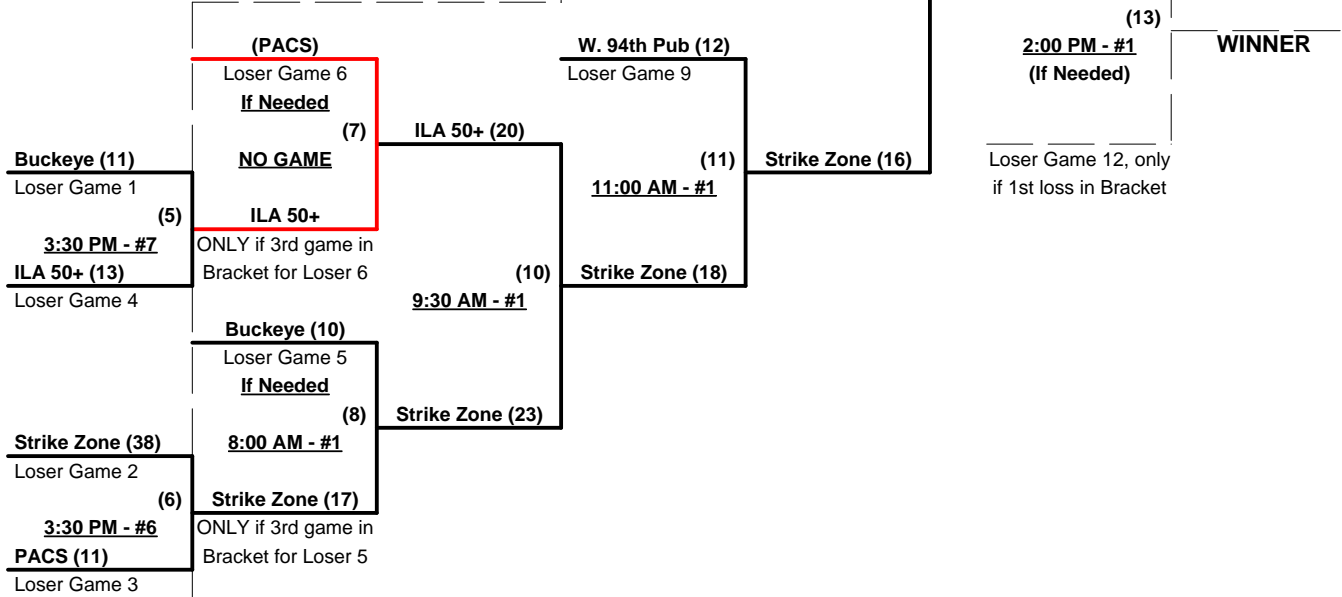 (13)
2:00 PM - #1
(If Needed)
WINNER
Loser Game 12, only
if 1st loss in Bracket
(PACS)
Loser Game 6
If Needed
(7)
NO GAME
ILA 50+
ONLY if 3rd game in
Bracket for Loser 6
W. 94th Pub (12)
Loser Game 9
(11)
11:00 AM - #1
Strike Zone (16)
ILA 50+ (20)
(10)
9:30 AM - #1
Strike Zone (18)
Buckeye (11)
Loser Game 1
(5)
3:30 PM - #7
ILA 50+ (13)
Loser Game 4
Buckeye (10)
Loser Game 5
If Needed
(8)
8:00 AM - #1
Strike Zone (23)
Strike Zone (17)
ONLY if 3rd game in
Bracket for Loser 5
Strike Zone (38)
Loser Game 2
(6)
3:30 PM - #6
PACS (11)
Loser Game 3